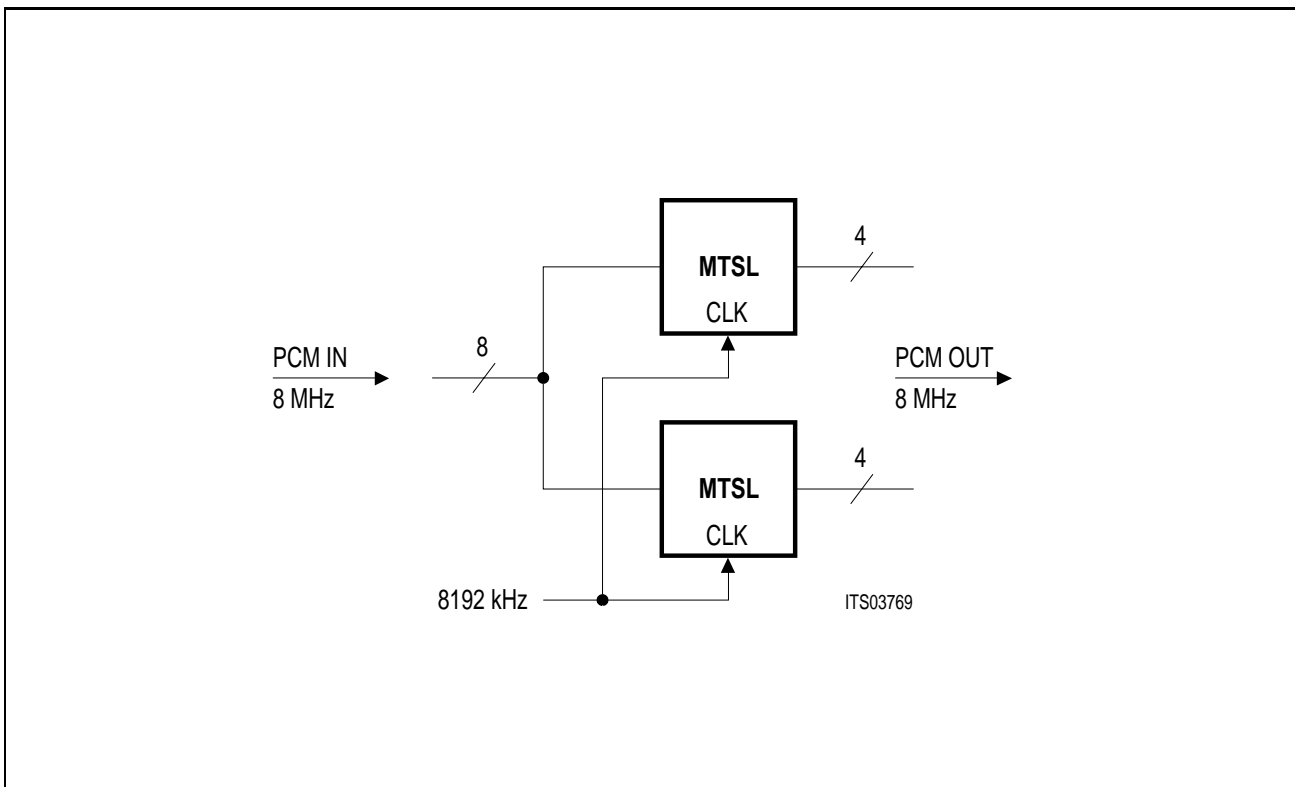 4
MTSL
CLK
PCM IN
8 MHz
8
PCM OUT
8 MHz
4
MTSL
CLK
8192 kHz
ITS03769